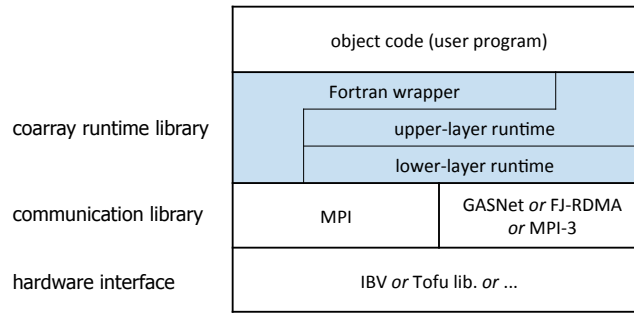 object code (user program)
Fortran wrapper
coarray runtime library
upper-layer runtime
lower-layer runtime
communication library
MPI
GASNet or FJ-RDMA
or MPI-3
hardware interface
IBV or Tofu lib. or ...